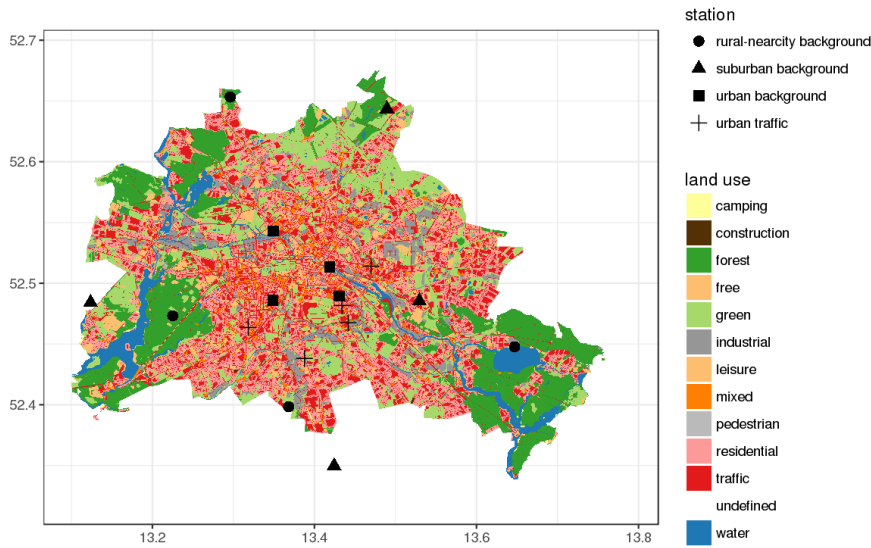 station
rural-nearcity background
suburban background
urban background
urban traffic
land use
camping
construction
forest
free
green
industrial
leisure
mixed
pedestrian
residential
traffic
undefined
water
52.7
52.6
52.5
52.4
13.2
13.4
13.6
13.8